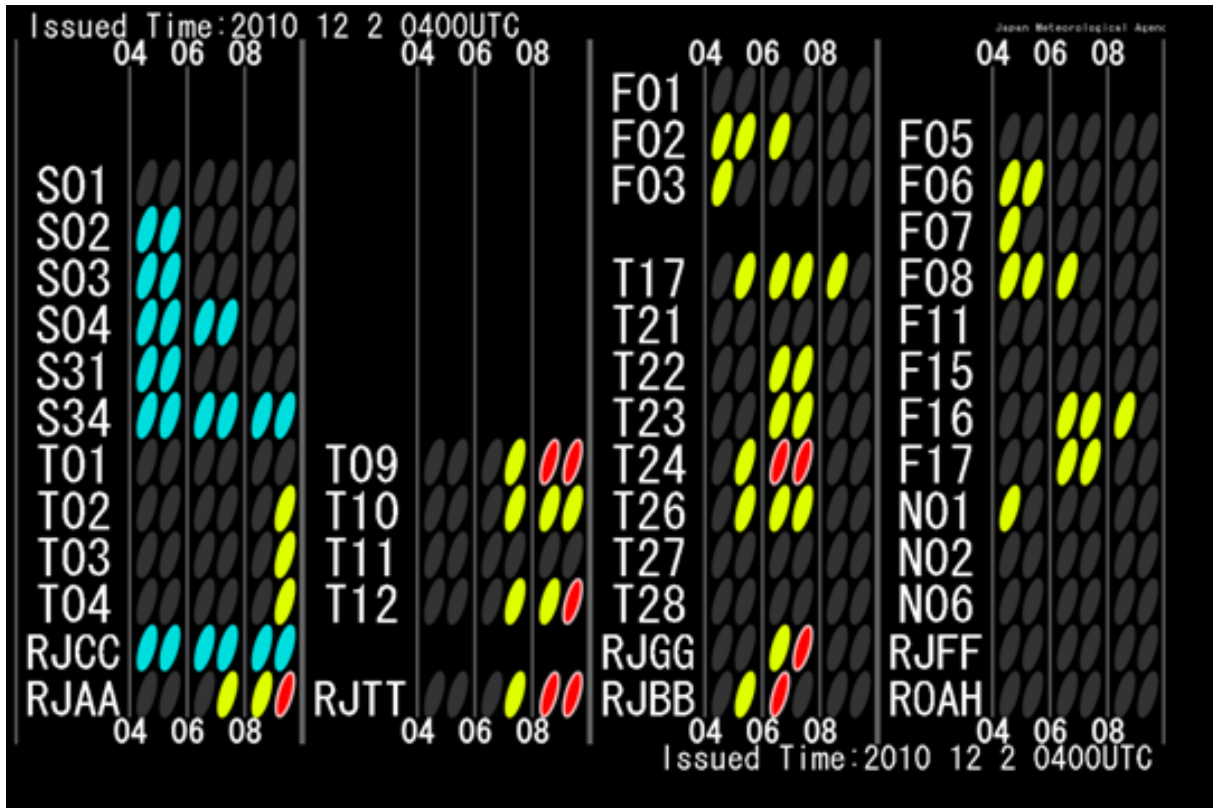 Issued Time:2010 12 2 0400UTC
Japan Meteorological Agenc
04 06 08
S01
S02
S03
S04
S31
S34
T01
T02
T03
T04
RJCC
RJAA
04 06 08
04 06 08
T09
T10
T11
T12
RJTT
04 06 08
04 06 08
F01
F02
F03
T17
T21
T22
T23
T24
T26
T27
T28
RJGG
RJBB
04 06 08
04 06 08
F05
F06
F07
F08
F11
F15
F16
F17
N01
N02
N06
RJFF
ROAH
04 06 08
Issued Time:2010 12 2 0400UTC